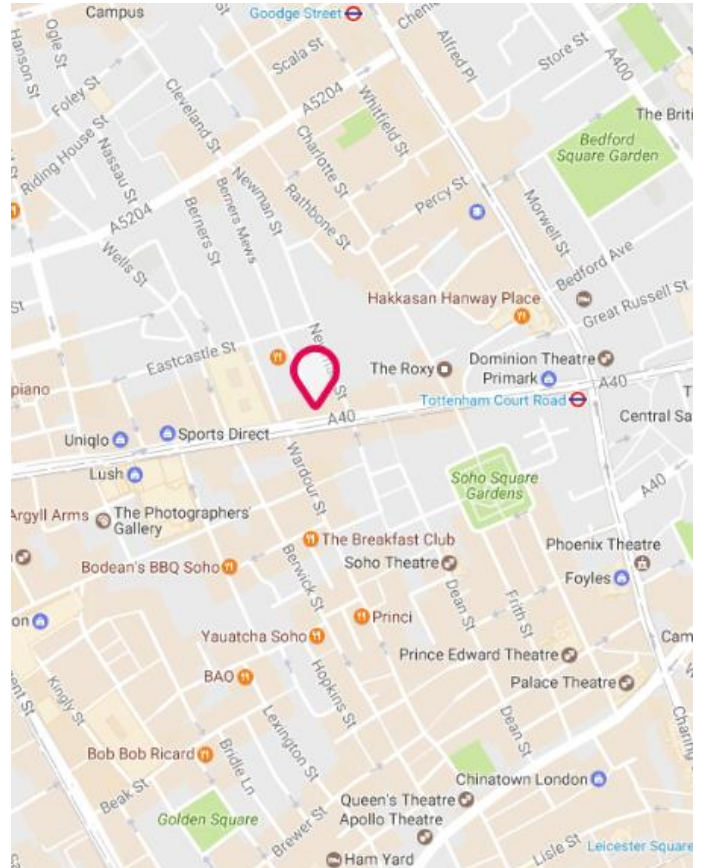 Campus
Goodge Street
Chenie
Ogle St
Hanson St
Scala St
Alfred Pl
Store St
A400
Foley St
Cleveland St
A5204
Whitfield St
The Briti
Riding House St
Nassau St
Charlotte St
Bedford
Square Garden
Newman St
Berners Mews
Rathbone St
Percy St
Morwell St
A5204
Berners St
Wells St
Bedford Ave
Great Russell St
St
Hakkasan Hanway Place
Eastcastle St
The Roxy
Dominion Theatre
Primark
piano
A40
Tottenham Court Road
T
Central Sa
A40
Uniqlo
Sports Direct
Lush
Wardour St
Soho Square
Gardens
A40
Argyll Arms
The Photographers'
Gallery
The Breakfast Club
Phoenix Theatre
Bodean's BBQ Soho
Berwick St
Soho Theatre
Foyles
on
Dean St
Frith St
Princi
Yauatcha Soho
Cam
Prince Edward Theatre
BAO
Hopkins St
Palace Theatre
Kingly St
ent St
Dean St
Charing
Lexington St
Bob Bob Ricard
Bridle Ln
Beak St
Chinatown London
Golden Square
Queen's Theatre
Apollo Theatre
Brewer St
Lisle St
Leicester Square
Ham Yard